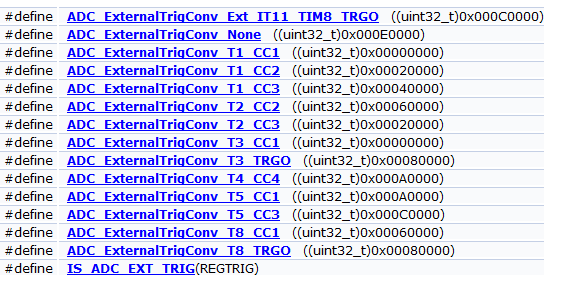 #define ADC_ExternalTrigConv_Ext_IT11_TIM8_TRGO ((uint32_t)0x000C0000)
#define ADC_ExternalTrigConv_None ((uint32_t)0x000E0000)
#define ADC_ExternalTrigConv_T1_CC1 ((uint32_t)0x00000000)
#define ADC_ExternalTrigConv_T1_CC2 ((uint32_t)0x00020000)
#define ADC_ExternalTrigConv_T1_CC3 ((uint32_t)0x00040000)
#define ADC_ExternalTrigConv_T2_CC2 ((uint32_t)0x00060000)
#define ADC_ExternalTrigConv_T2_CC3 ((uint32_t)0x00020000)
#define ADC_ExternalTrigConv_T3_CC1 ((uint32_t)0x00000000)
#define ADC_ExternalTrigConv_T3_TRGO ((uint32_t)0x00080000)
#define ADC_ExternalTrigConv_T4_CC4 ((uint32_t)0x000A0000)
#define ADC_ExternalTrigConv_T5_CC1 ((uint32_t)0x000A0000)
#define ADC_ExternalTrigConv_T5_CC3 ((uint32_t)0x000C0000)
#define ADC_ExternalTrigConv_T8_CC1 ((uint32_t)0x00060000)
#define ADC_ExternalTrigConv_T8_TRGO ((uint32_t)0x00080000)
#define IS_ADC_EXT_TRIG(REGTRIG)